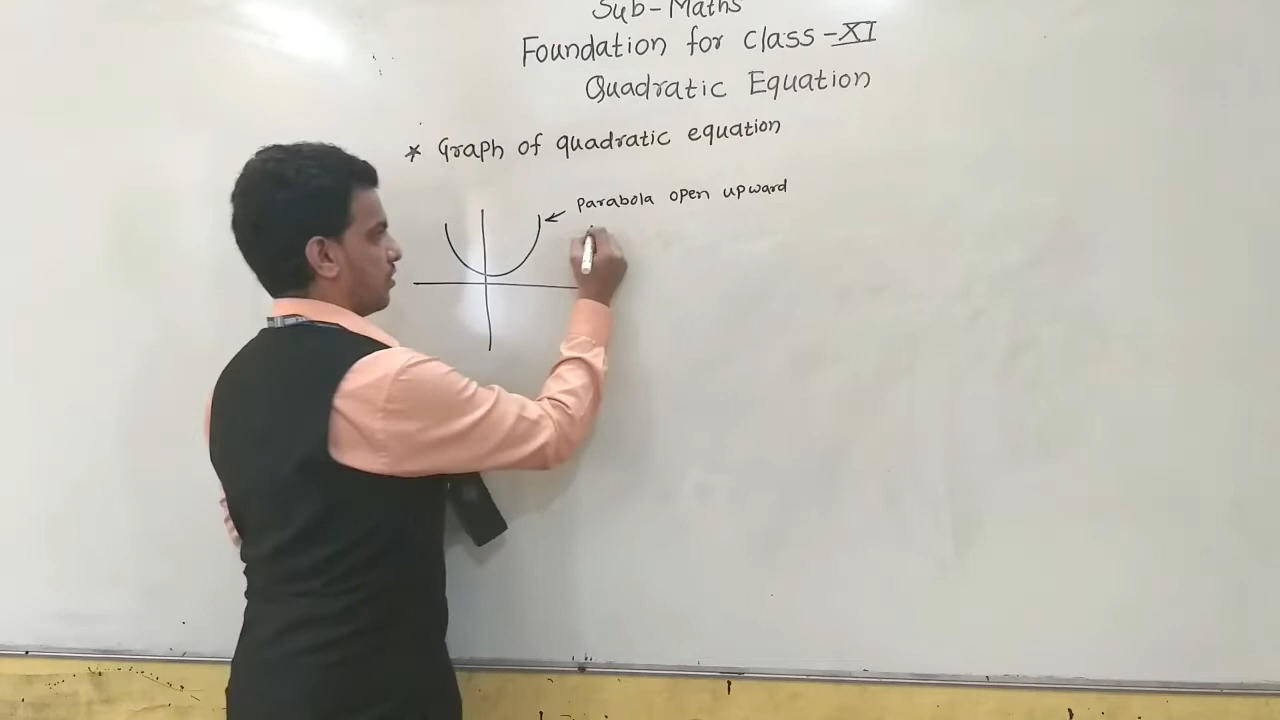 Sub-Maths
Foundation for class-XI
Quadratic Equation
* Graph of quadratic equation
Parabola open upward